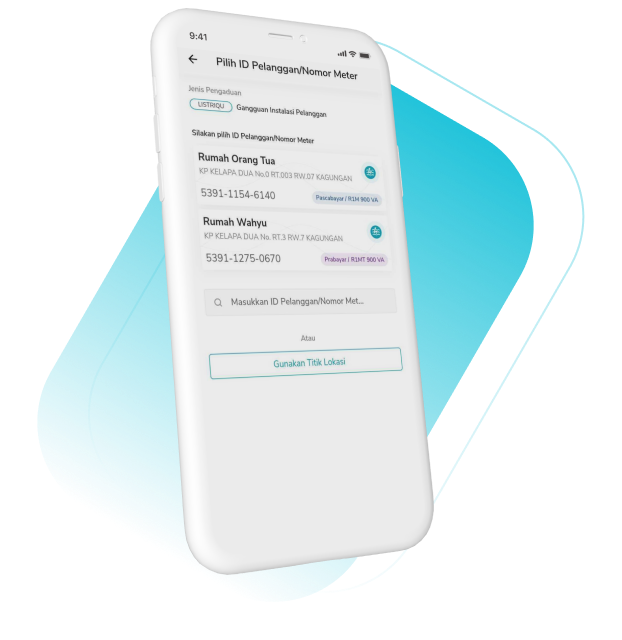 9:41
Pilih ID Pelanggan/Nomor Meter
Jenis Pengaduan
LISTRIQU Gangguan Instalasi Pelanggan
Silakan pilih ID Pelanggan/Nomor Meter
Rumah Orang Tua
KP KELAPA DUA No.0 RT.003 RW.07 KAGUNGAN
5391-1154-6140 Pascabayar / R1M 900 VA
Rumah Wahyu
KP KELAPA DUA No. RT.3 RW.7 KAGUNGAN
5391-1275-0670 Prabayar / R1MT 900 VA
Masukkan ID Pelanggan/Nomor Met...
Atau
Gunakan Titik Lokasi